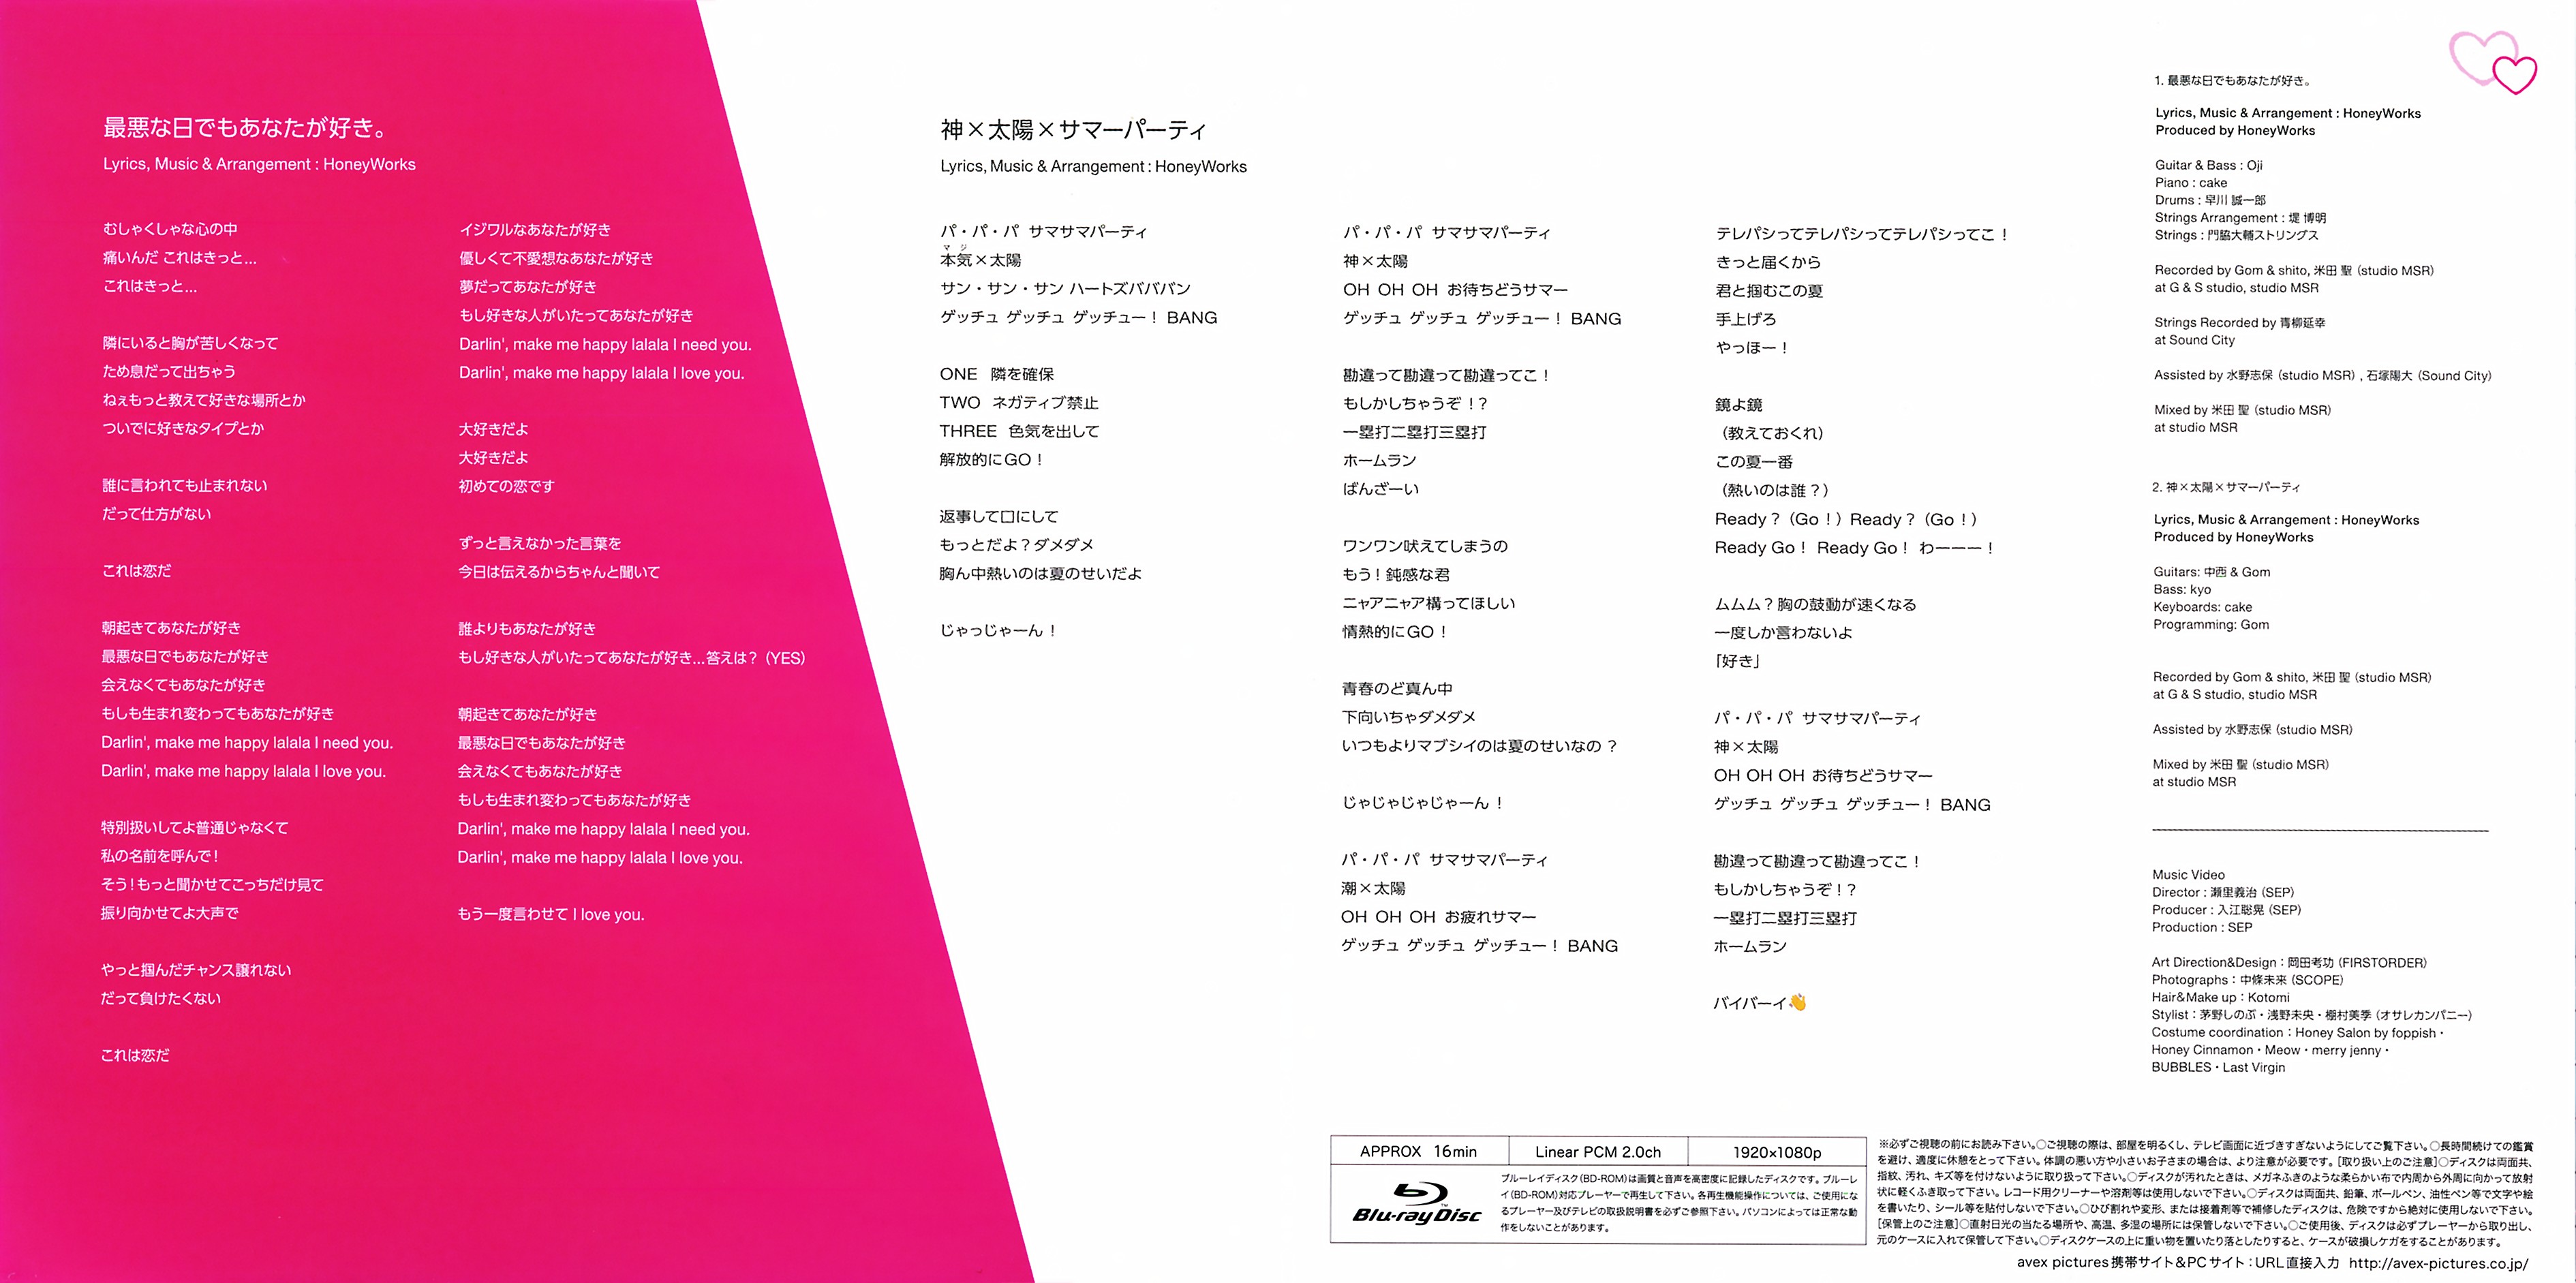 最悪な日でもあなたが好き。
Lyrics, Music & Arrangement : HoneyWorks
むしゃくしゃな心の中
痛いんだ これはきっと…
これはきっと…
隣にいると胸が苦しくなって
ため息だって出ちゃう
ねぇもっと教えて好きな場所とか
ついでに好きなタイプとか
誰に言われても止まれない
だって仕方がない
これは恋だ
朝起きてあなたが好き
最悪な日でもあなたが好き
会えなくてもあなたが好き
もしも生まれ変わってもあなたが好き
Darlin', make me happy lalala I need you.
Darlin', make me happy lalala I love you.
特別扱いしてよ普通じゃなくて
私の名前を呼んで！
そう！もっと聞かせてこっちだけ見て
振り向かせてよ大声で
やっと掴んだチャンス譲れない
だって負けたくない
これは恋だ
イジワルなあなたが好き
優しくて不愛想なあなたが好き
夢だってあなたが好き
もし好きな人がいたってあなたが好き
Darlin', make me happy lalala I need you.
Darlin', make me happy lalala I love you.
大好きだよ
大好きだよ
初めての恋です
ずっと言えなかった言葉を
今日は伝えるからちゃんと聞いて
誰よりもあなたが好き
もし好きな人がいたってあなたが好き…答えは？（YES）
朝起きてあなたが好き
最悪な日でもあなたが好き
会えなくてもあなたが好き
もしも生まれ変わってもあなたが好き
Darlin', make me happy lalala I need you.
Darlin', make me happy lalala I love you.
もう一度言わせて I love you.
神×太陽×サマーパーティ
Lyrics, Music & Arrangement : HoneyWorks
パ・パ・パ サマサマパーティ
マジ
本気×太陽
サン・サン・サン ハートズバババン
ゲッチュ ゲッチュ ゲッチュー！ BANG
ONE 隣を確保
TWO ネガティブ禁止
THREE 色気を出して
解放的にGO！
返事して口にして
もっとだよ？ダメダメ
胸ん中熱いのは夏のせいだよ
じゃっじゃーん！
パ・パ・パ サマサマパーティ
神×太陽
OH OH OH お待ちどうサマー
ゲッチュ ゲッチュ ゲッチュー！ BANG
勘違って勘違って勘違ってこ！
もしかしちゃうぞ！？
一塁打二塁打三塁打
ホームラン
ばんざーい
ワンワン吠えてしまうの
もう！鈍感な君
ニャアニャア構ってほしい
情熱的にGO！
青春のど真ん中
下向いちゃダメダメ
いつもよりマブシイのは夏のせいなの？
じゃじゃじゃじゃーん！
パ・パ・パ サマサマパーティ
潮×太陽
OH OH OH お疲れサマー
ゲッチュ ゲッチュ ゲッチュー！ BANG
テレパシってテレパシってテレパシってこ！
きっと届くから
君と掴むこの夏
手上げろ
やっほー！
鏡よ鏡
（教えておくれ）
この夏一番
（熱いのは誰？）
Ready？（Go！）Ready？（Go！）
Ready Go！ Ready Go！ わーーー！
ムムム？胸の鼓動が速くなる
一度しか言わないよ
「好き」
パ・パ・パ サマサマパーティ
神×太陽
OH OH OH お待ちどうサマー
ゲッチュ ゲッチュ ゲッチュー！ BANG
勘違って勘違って勘違ってこ！
もしかしちゃうぞ！？
一塁打二塁打三塁打
ホームラン
バイバーイ👋
1. 最悪な日でもあなたが好き。
Lyrics, Music & Arrangement : HoneyWorks
Produced by HoneyWorks
Guitar & Bass : Oji
Piano : cake
Drums : 早川 誠一郎
Strings Arrangement : 堤 博明
Strings : 門脇大輔ストリングス
Recorded by Gom & shito, 米田 聖 (studio MSR)
at G & S studio, studio MSR
Strings Recorded by 青柳延幸
at Sound City
Assisted by 水野志保 (studio MSR) , 石塚陽大 (Sound City)
Mixed by 米田 聖 (studio MSR)
at studio MSR
2. 神×太陽×サマーパーティ
Lyrics, Music & Arrangement : HoneyWorks
Produced by HoneyWorks
Guitars: 中西 & Gom
Bass: kyo
Keyboards: cake
Programming: Gom
Recorded by Gom & shito, 米田 聖 (studio MSR)
at G & S studio, studio MSR
Assisted by 水野志保 (studio MSR)
Mixed by 米田 聖 (studio MSR)
at studio MSR
Music Video
Director : 瀬里義治 (SEP)
Producer : 入江聡晃 (SEP)
Production : SEP
Art Direction&Design : 岡田考功 (FIRSTORDER)
Photographs : 中條未来 (SCOPE)
Hair&Make up : Kotomi
Stylist : 茅野しのぶ・浅野未央・棚村美季 (オサレカンパニー)
Costume coordination : Honey Salon by foppish・
Honey Cinnamon・Meow・merry jenny・
BUBBLES・Last Virgin
APPROX 16min
Linear PCM 2.0ch
1920×1080p
Blu-ray Disc
TM
ブルーレイディスク(BD-ROM)は画質と音声を高密度に記録したディスクです。ブルーレ
イ(BD-ROM)対応プレーヤーで再生して下さい。各再生機能操作については、ご使用にな
るプレーヤー及びテレビの取扱説明書を必ずご参照下さい。パソコンによっては正常な動
作をしないことがあります。
※必ずご視聴の前にお読み下さい。○ご視聴の際は、部屋を明るくし、テレビ画面に近づきすぎないようにしてご覧下さい。○長時間続けての鑑賞
を避け、適度に休憩をとって下さい。体調の悪い方や小さいお子さまの場合は、より注意が必要です。[取り扱い上のご注意]○ディスクは両面共、
指紋、汚れ、キズ等を付けないように取り扱って下さい。○ディスクが汚れたときは、メガネふきのような柔らかい布で内周から外周に向かって放射
状に軽くふき取って下さい。レコード用クリーナーや溶剤等は使用しないで下さい。○ディスクは両面共、鉛筆、ボールペン、油性ペン等で文字や絵
を書いたり、シール等を貼付しないで下さい。○ひび割れや変形、または接着剤等で補修したディスクは、危険ですから絶対に使用しないで下さい。
[保管上のご注意]○直射日光の当たる場所や、高温、多湿の場所には保管しないで下さい。○ご使用後、ディスクは必ずプレーヤーから取り出し、
元のケースに入れて保管して下さい。○ディスクケースの上に重い物を置いたり落としたりすると、ケースが破損しケガをすることがあります。
avex pictures携帯サイト&PCサイト：URL直接入力 http://avex-pictures.co.jp/